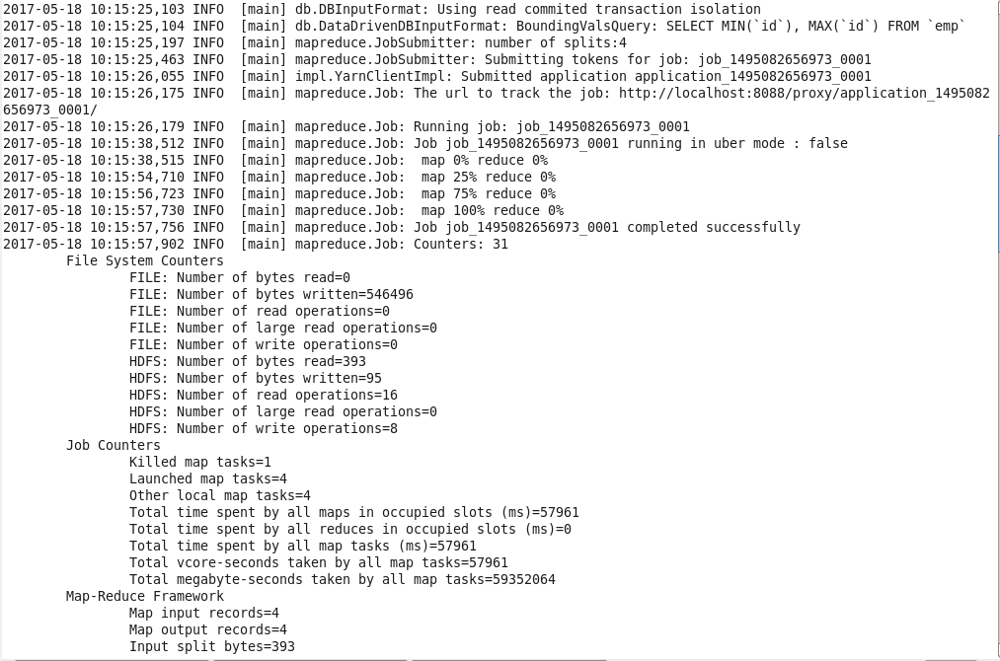 2017-05-18 10:15:25,103 INFO  [main] db.DBInputFormat: Using read commited transaction isolation
2017-05-18 10:15:25,104 INFO  [main] db.DataDrivenDBInputFormat: BoundingValsQuery: SELECT MIN(`id`), MAX(`id`) FROM `emp`
2017-05-18 10:15:25,197 INFO  [main] mapreduce.JobSubmitter: number of splits:4
2017-05-18 10:15:25,463 INFO  [main] mapreduce.JobSubmitter: Submitting tokens for job: job_1495082656973_0001
2017-05-18 10:15:26,055 INFO  [main] impl.YarnClientImpl: Submitted application application_1495082656973_0001
2017-05-18 10:15:26,175 INFO  [main] mapreduce.Job: The url to track the job: http://localhost:8088/proxy/application_1495082
656973_0001/
2017-05-18 10:15:26,179 INFO  [main] mapreduce.Job: Running job: job_1495082656973_0001
2017-05-18 10:15:38,512 INFO  [main] mapreduce.Job: Job job_1495082656973_0001 running in uber mode : false
2017-05-18 10:15:38,515 INFO  [main] mapreduce.Job:  map 0% reduce 0%
2017-05-18 10:15:54,710 INFO  [main] mapreduce.Job:  map 25% reduce 0%
2017-05-18 10:15:56,723 INFO  [main] mapreduce.Job:  map 75% reduce 0%
2017-05-18 10:15:57,730 INFO  [main] mapreduce.Job:  map 100% reduce 0%
2017-05-18 10:15:57,756 INFO  [main] mapreduce.Job: Job job_1495082656973_0001 completed successfully
2017-05-18 10:15:57,902 INFO  [main] mapreduce.Job: Counters: 31
        File System Counters
                FILE: Number of bytes read=0
                FILE: Number of bytes written=546496
                FILE: Number of read operations=0
                FILE: Number of large read operations=0
                FILE: Number of write operations=0
                HDFS: Number of bytes read=393
                HDFS: Number of bytes written=95
                HDFS: Number of read operations=16
                HDFS: Number of large read operations=0
                HDFS: Number of write operations=8
        Job Counters
                Killed map tasks=1
                Launched map tasks=4
                Other local map tasks=4
                Total time spent by all maps in occupied slots (ms)=57961
                Total time spent by all reduces in occupied slots (ms)=0
                Total time spent by all map tasks (ms)=57961
                Total vcore-seconds taken by all map tasks=57961
                Total megabyte-seconds taken by all map tasks=59352064
        Map-Reduce Framework
                Map input records=4
                Map output records=4
                Input split bytes=393